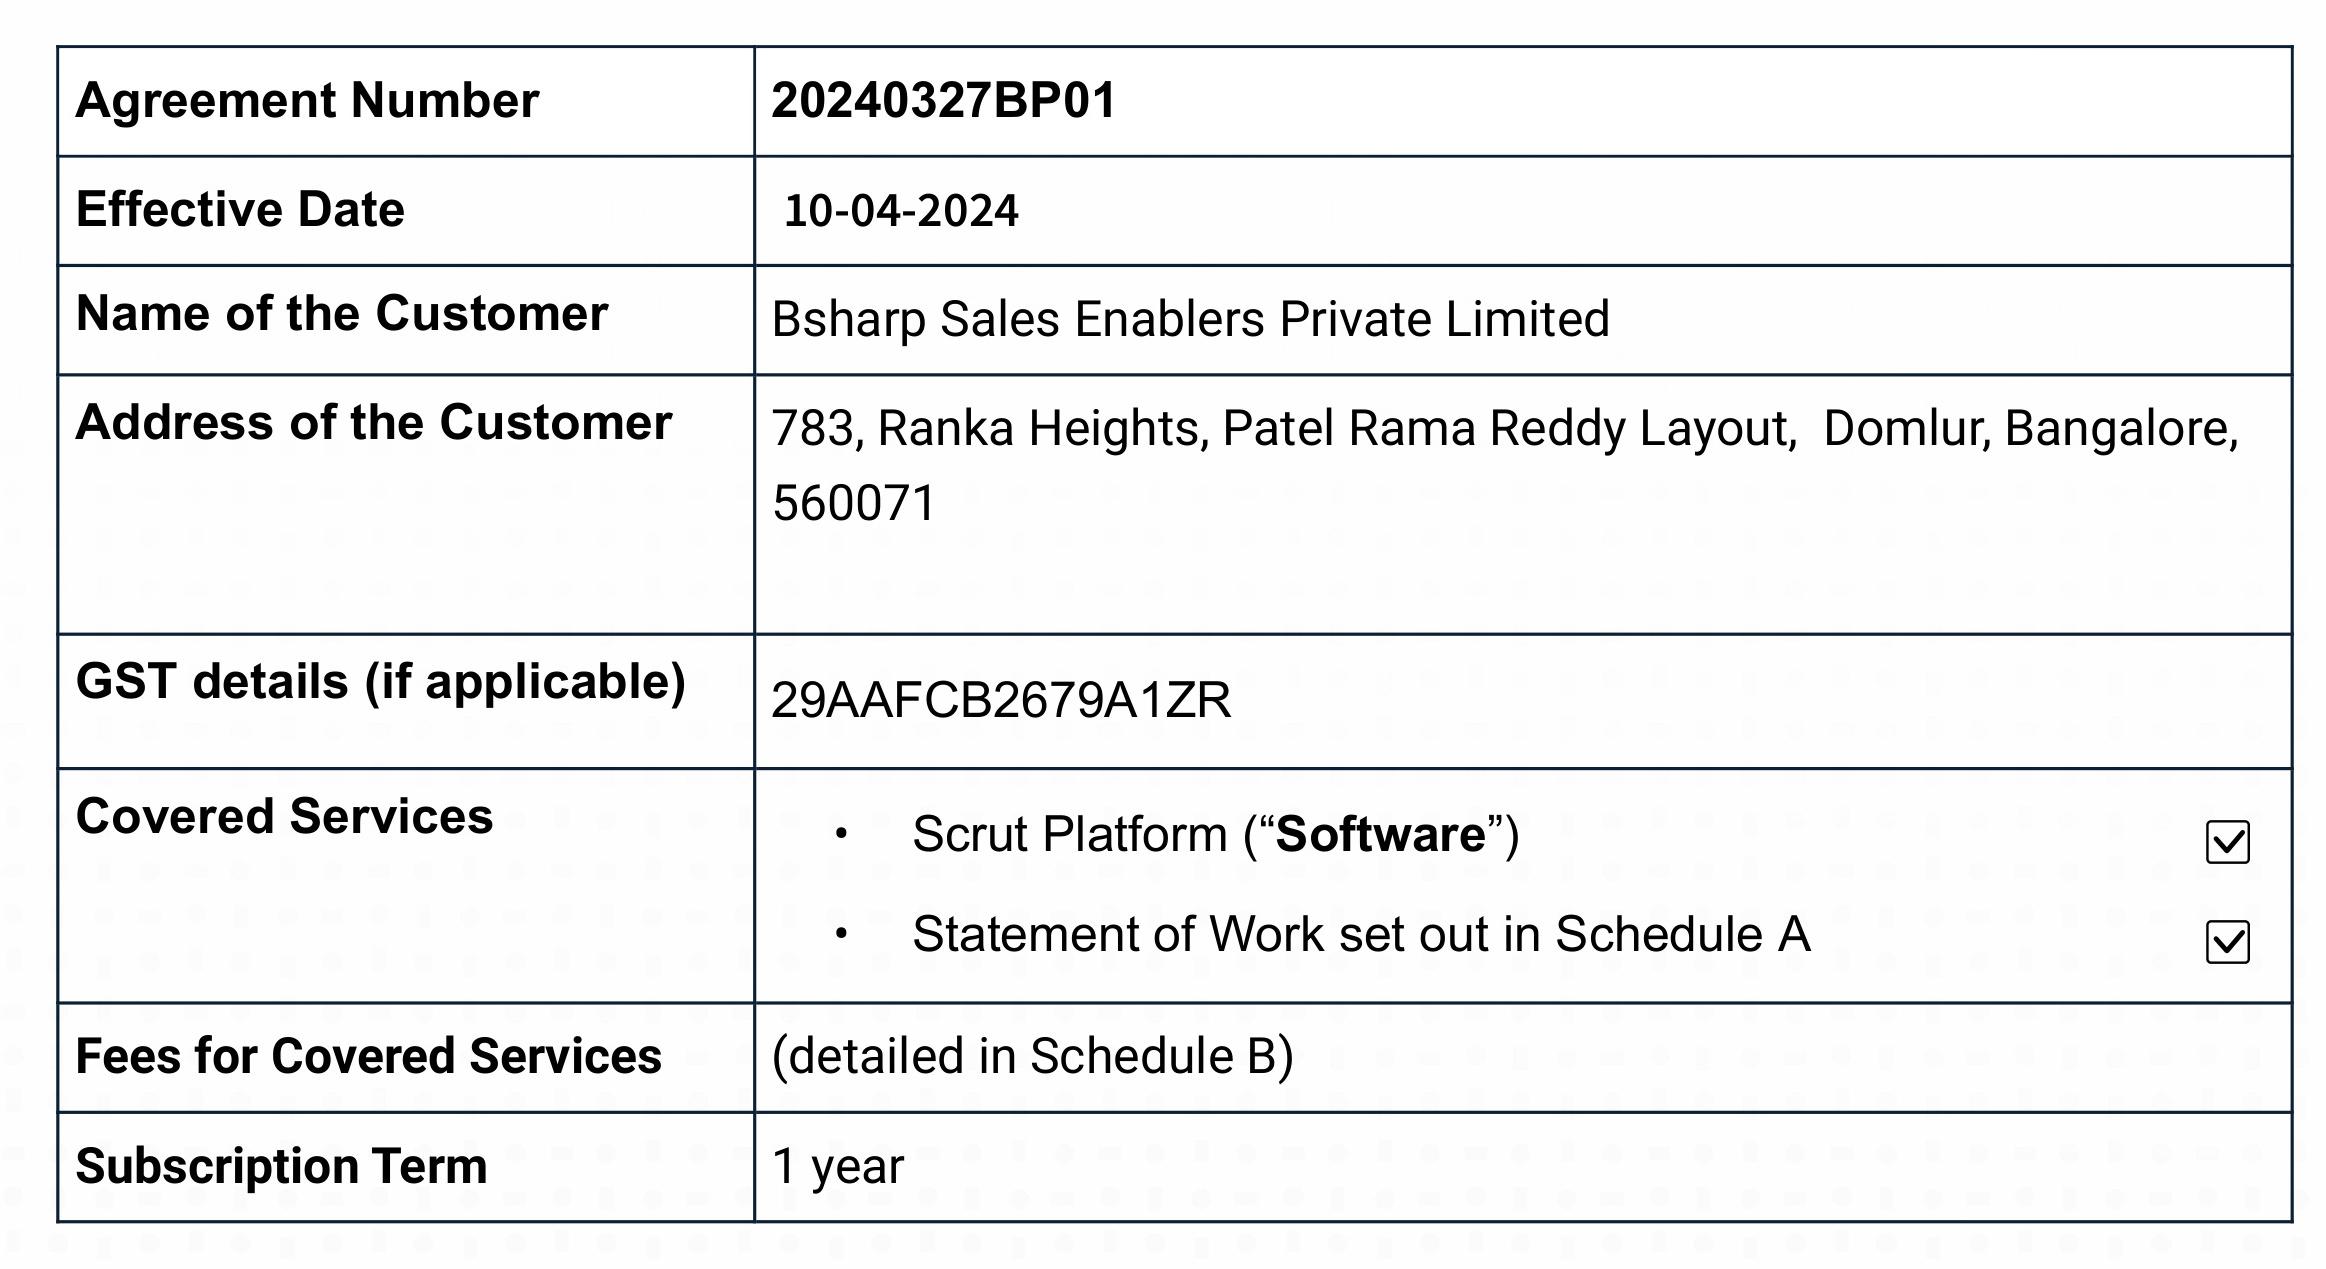 Agreement Number 20240327BP01
Effective Date 10-04-2024
Name of the Customer Bsharp Sales Enablers Private Limited
Address of the Customer 783, Ranka Heights, Patel Rama Reddy Layout,  Domlur, Bangalore,
560071
GST details (if applicable) 29AAFCB2679A1ZR
Covered Services • Scrut Platform (“Software”) ☑
• Statement of Work set out in Schedule A ☑
Fees for Covered Services (detailed in Schedule B)
Subscription Term 1 year